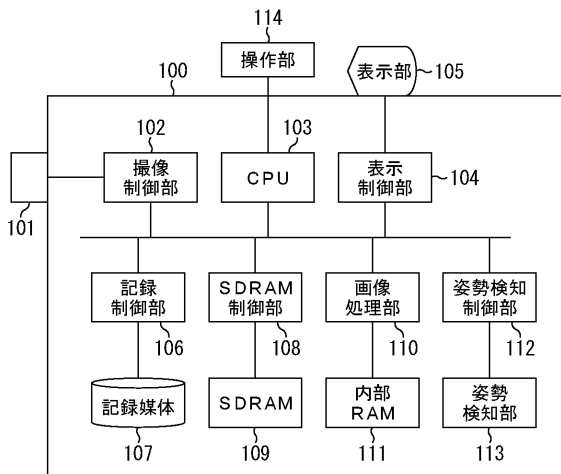 114
操作部
100
表示部
105
102
撮像
制御部
103
CPU
表示
制御部
104
101
記録
制御部
106
SDRAM
制御部
108
画像
処理部
110
姿勢検知
制御部
112
記録媒体
107
SDRAM
109
内部
RAM
111
姿勢
検知部
113